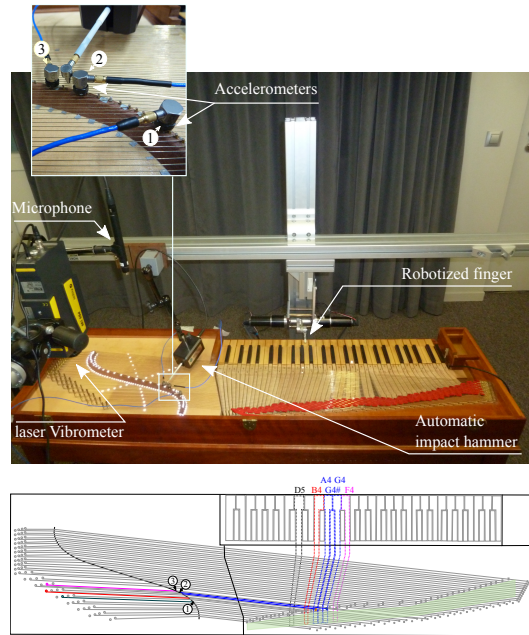 3
2
Accelerometers
1
Microphone
Robotized finger
laser Vibrometer
Automatic
impact hammer
A4 G4
D5 B4 G4# F4
3
2
1